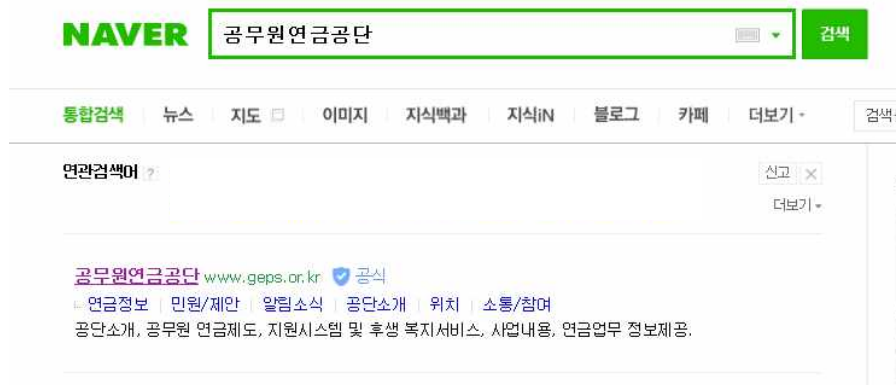 NAVER 공무원연금공단 검색
통합검색 뉴스 지도 이미지 지식백과 지식iN 블로그 카페 더보기 검색
연관검색어 ? 신고 ×
더보기
공무원연금공단 www.geps.or.kr 공식
연금정보 민원/제안 알림소식 공단소개 위치 소통/참여
공단소개, 공무원 연금제도, 지원시스템 및 후생 복지서비스, 사업내용, 연금업무 정보제공.